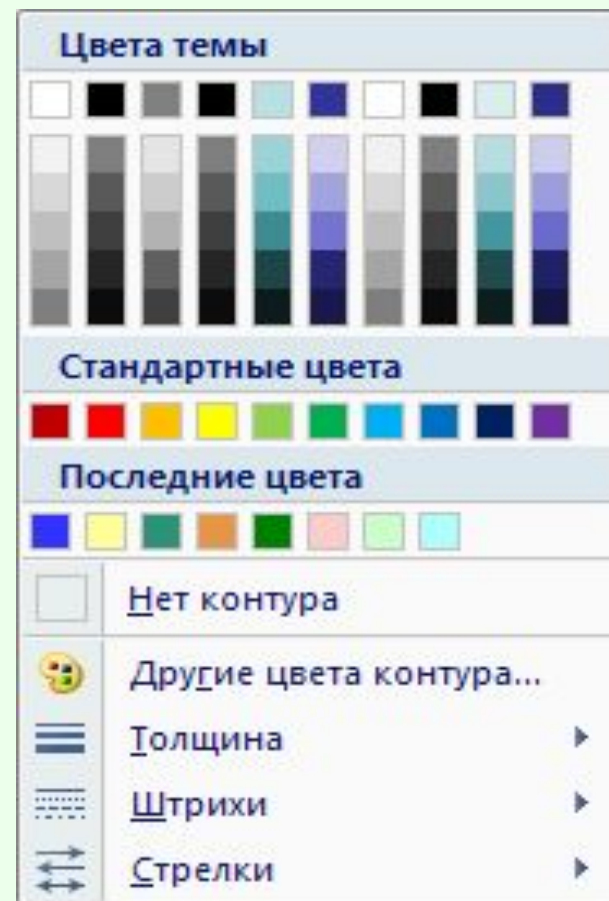 Цвета темы
Стандартные цвета
Последние цвета
Нет контура
Другие цвета контура...
Толщина
Штрихи
Стрелки